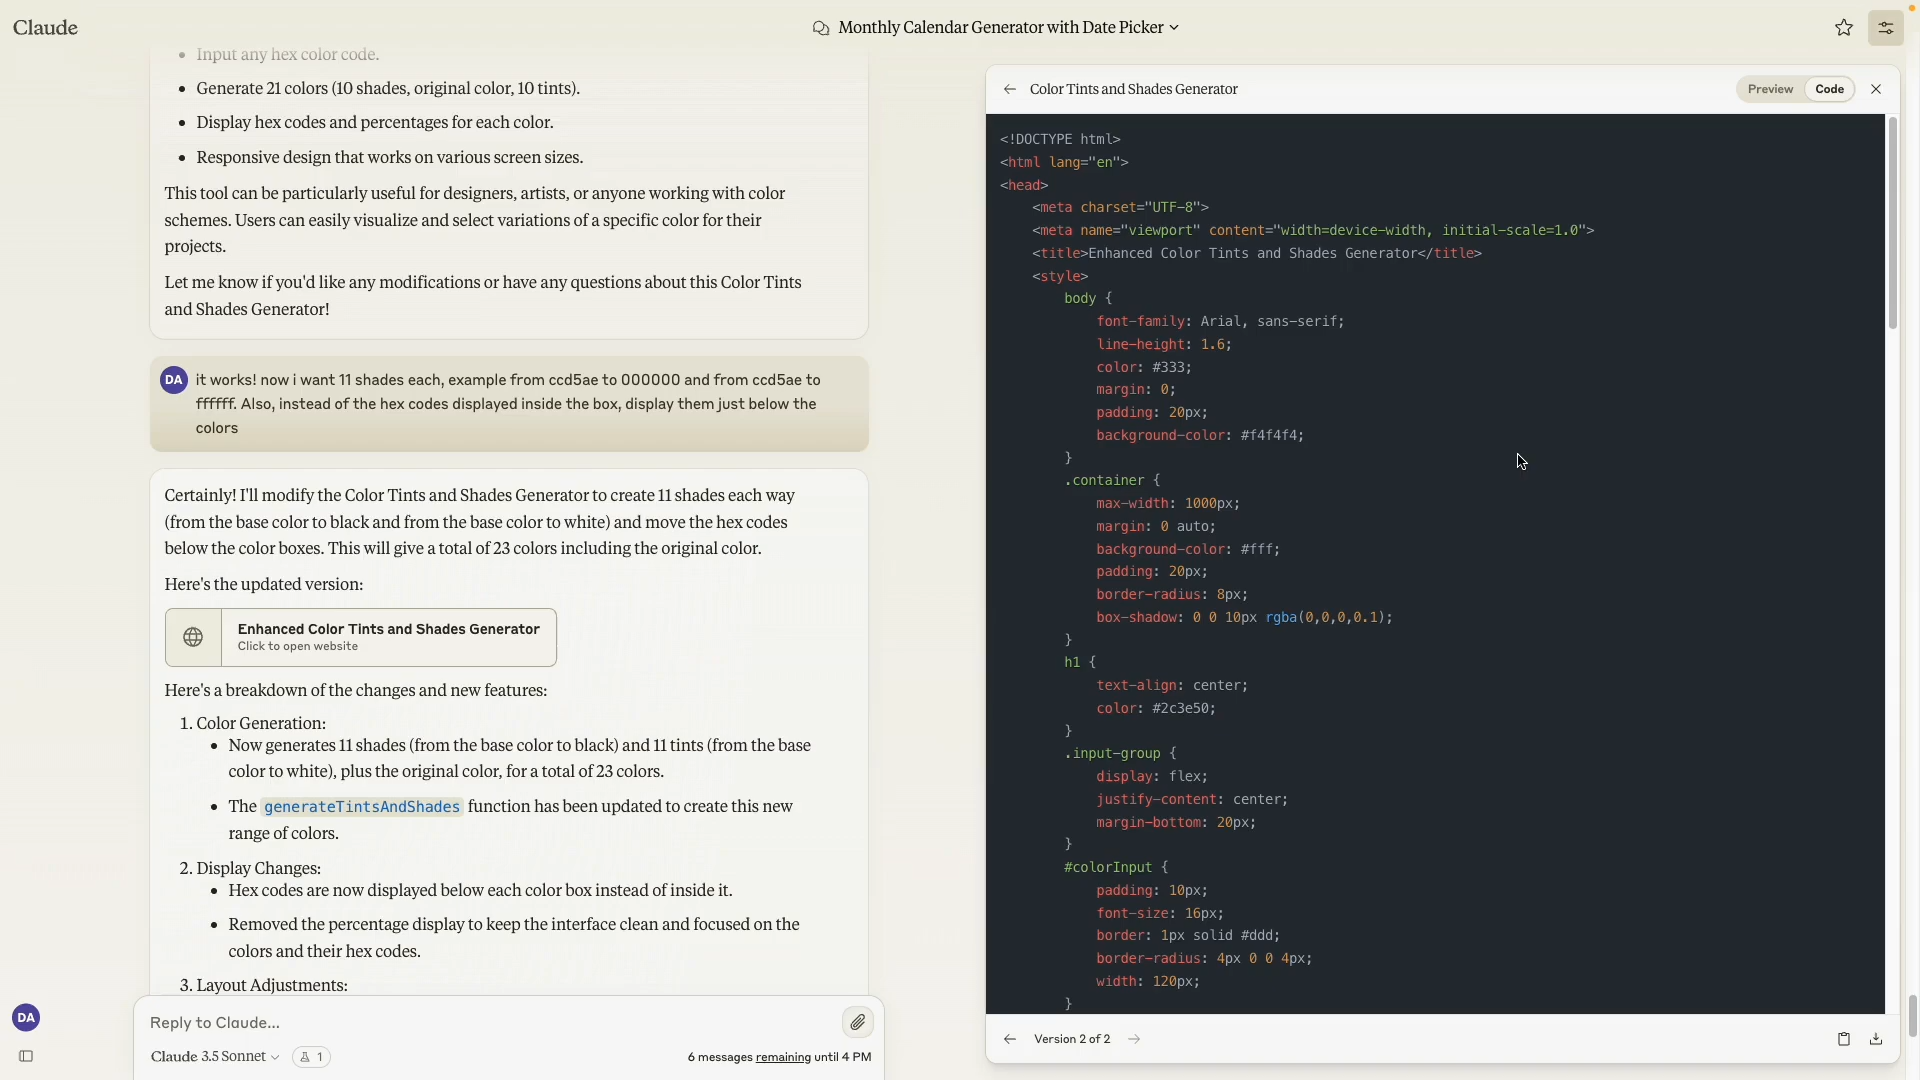 Claude
Monthly Calendar Generator with Date Picker
• Input any hex color code.
• Generate 21 colors (10 shades, original color, 10 tints).
• Display hex codes and percentages for each color.
• Responsive design that works on various screen sizes.
This tool can be particularly useful for designers, artists, or anyone working with color
schemes. Users can easily visualize and select variations of a specific color for their
projects.
Let me know if you'd like any modifications or have any questions about this Color Tints
and Shades Generator!
DA
it works! now i want 11 shades each, example from ccd5ae to 000000 and from ccd5ae to
ffffff. Also, instead of the hex codes displayed inside the box, display them just below the
colors
Certainly! I'll modify the Color Tints and Shades Generator to create 11 shades each way
(from the base color to black and from the base color to white) and move the hex codes
below the color boxes. This will give a total of 23 colors including the original color.
Here's the updated version:
Enhanced Color Tints and Shades Generator
Click to open website
Here's a breakdown of the changes and new features:
1. Color Generation:
• Now generates 11 shades (from the base color to black) and 11 tints (from the base
color to white), plus the original color, for a total of 23 colors.
• The generateTintsAndShades function has been updated to create this new
range of colors.
2. Display Changes:
• Hex codes are now displayed below each color box instead of inside it.
• Removed the percentage display to keep the interface clean and focused on the
colors and their hex codes.
3. Layout Adjustments:
DA
Reply to Claude...
Claude 3.5 Sonnet
1
6 messages remaining until 4 PM
Color Tints and Shades Generator
Preview
Code
<!DOCTYPE html>
<html lang="en">
<head>
    <meta charset="UTF-8">
    <meta name="viewport" content="width=device-width, initial-scale=1.0">
    <title>Enhanced Color Tints and Shades Generator</title>
    <style>
        body {
            font-family: Arial, sans-serif;
            line-height: 1.6;
            color: #333;
            margin: 0;
            padding: 20px;
            background-color: #f4f4f4;
        }
        .container {
            max-width: 1000px;
            margin: 0 auto;
            background-color: #fff;
            padding: 20px;
            border-radius: 8px;
            box-shadow: 0 0 10px rgba(0,0,0,0.1);
        }
        h1 {
            text-align: center;
            color: #2c3e50;
        }
        .input-group {
            display: flex;
            justify-content: center;
            margin-bottom: 20px;
        }
        #colorInput {
            padding: 10px;
            font-size: 16px;
            border: 1px solid #ddd;
            border-radius: 4px 0 0 4px;
            width: 120px;
        }
Version 2 of 2